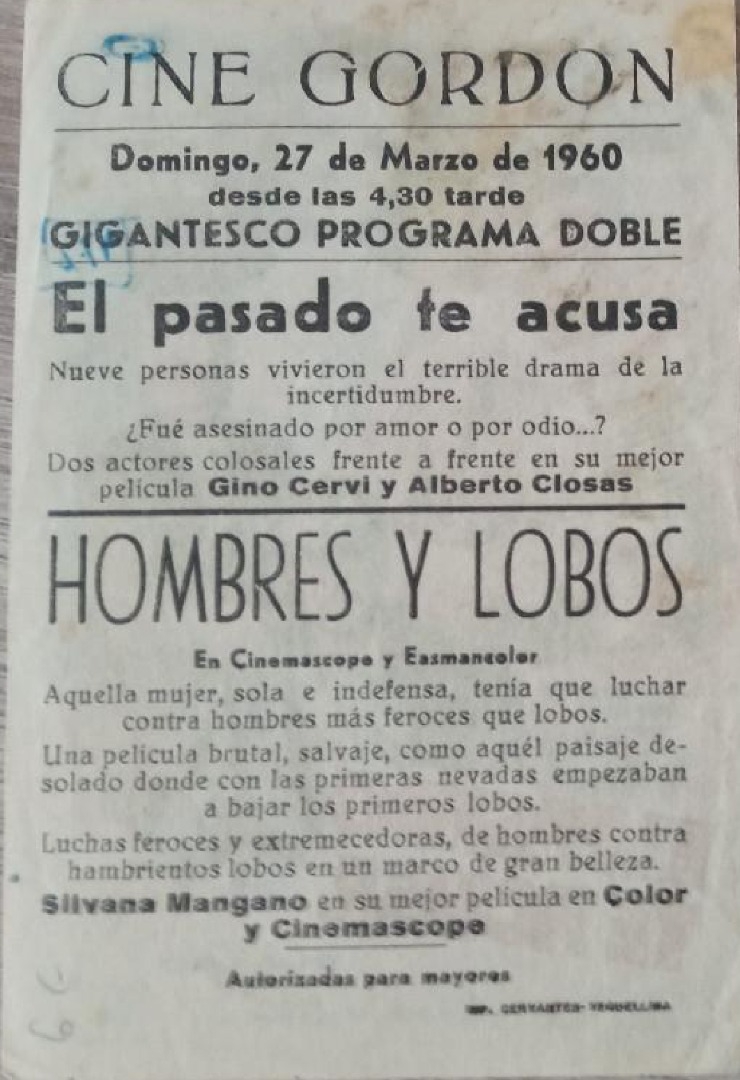 CINE GORDON
Domingo, 27 de Marzo de 1960
desde las 4,30 tarde
GIGANTESCO PROGRAMA DOBLE
El pasado te acusa
Nueve personas vivieron el terrible drama de la
incertidumbre.
¿Fué asesinado por amor o por odio...?
Dos actores colosales frente a frente en su mejor
película Gino Cervi y Alberto Closas
HOMBRES Y LOBOS
En Cinemascope y Easmancolor
Aquella mujer, sola e indefensa, tenía que luchar
contra hombres más feroces que lobos.
Una película brutal, salvaje, como aquél paisaje de-
solado donde con las primeras nevadas empezaban
a bajar los primeros lobos.
Luchas feroces y extremecedoras, de hombres contra
hambrientos lobos en un marco de gran belleza.
Silvana Mangano en su mejor película en Color
y Cinemascope
Autorizadas para mayores
IMP. CERVANTES- VEGUELLINA